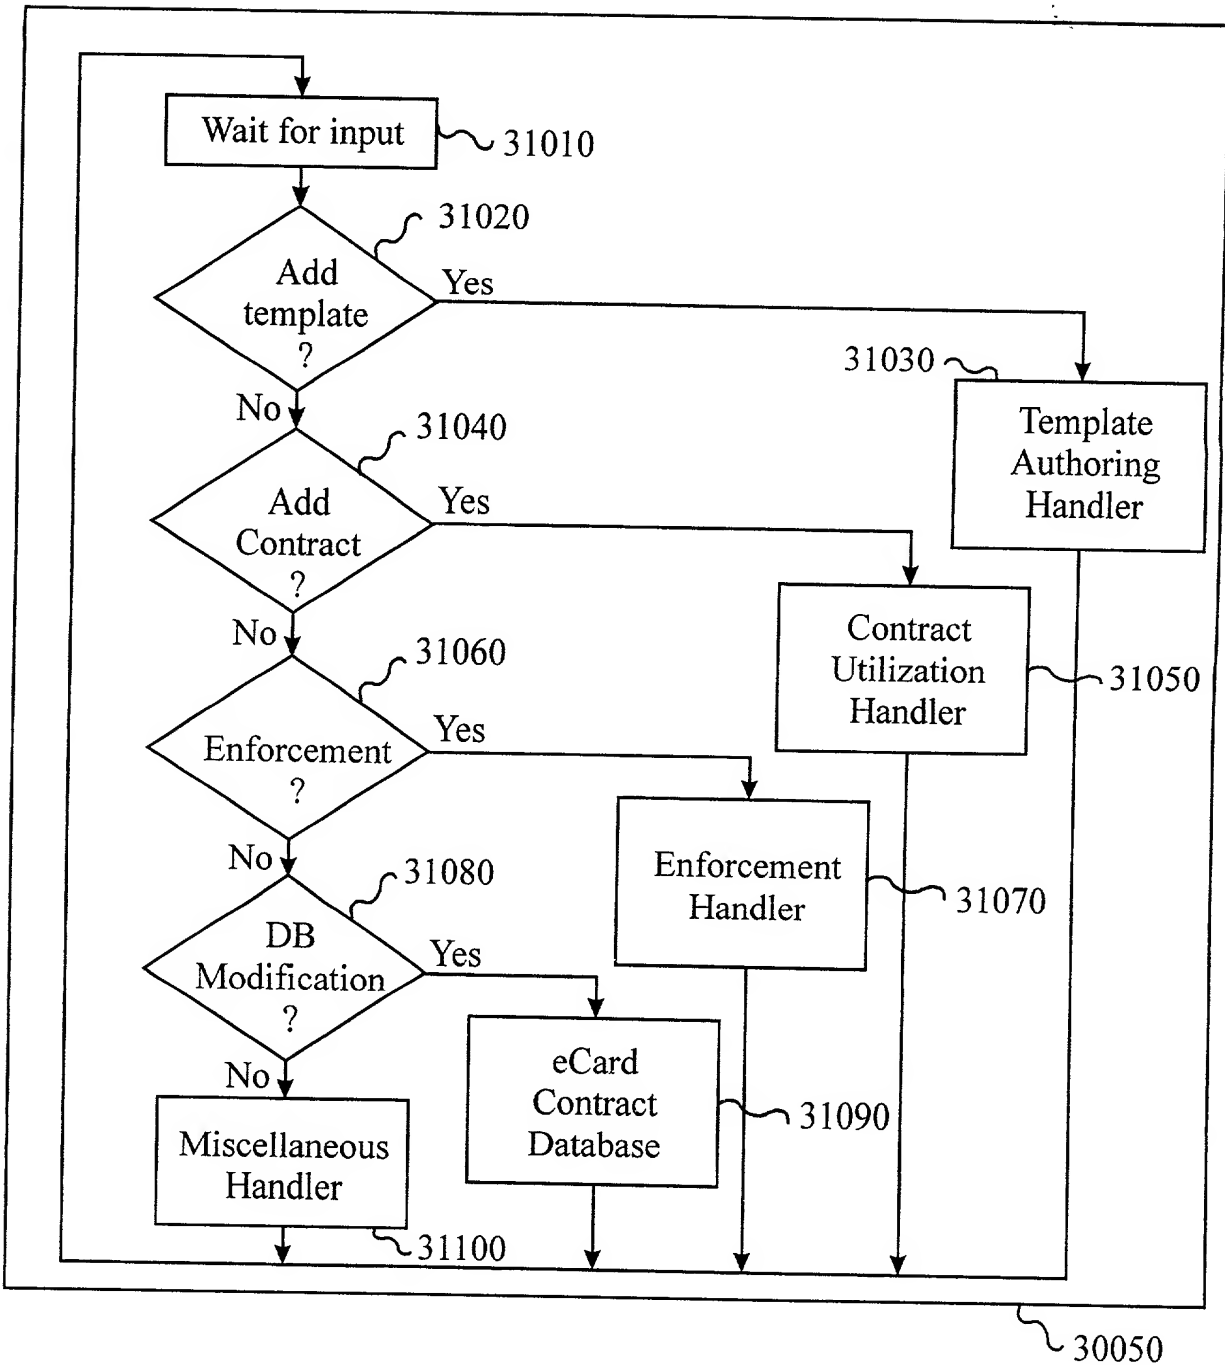 Wait for input
31010
31020
Add
template
?
Yes
No
31030
Template
Authoring
Handler
31040
Add
Contract
?
Yes
No
Contract
Utilization
Handler
31050
31060
Enforcement
?
Yes
No
Enforcement
Handler
31070
31080
DB
Modification
?
Yes
No
eCard
Contract
Database
31090
Miscellaneous
Handler
31100
30050